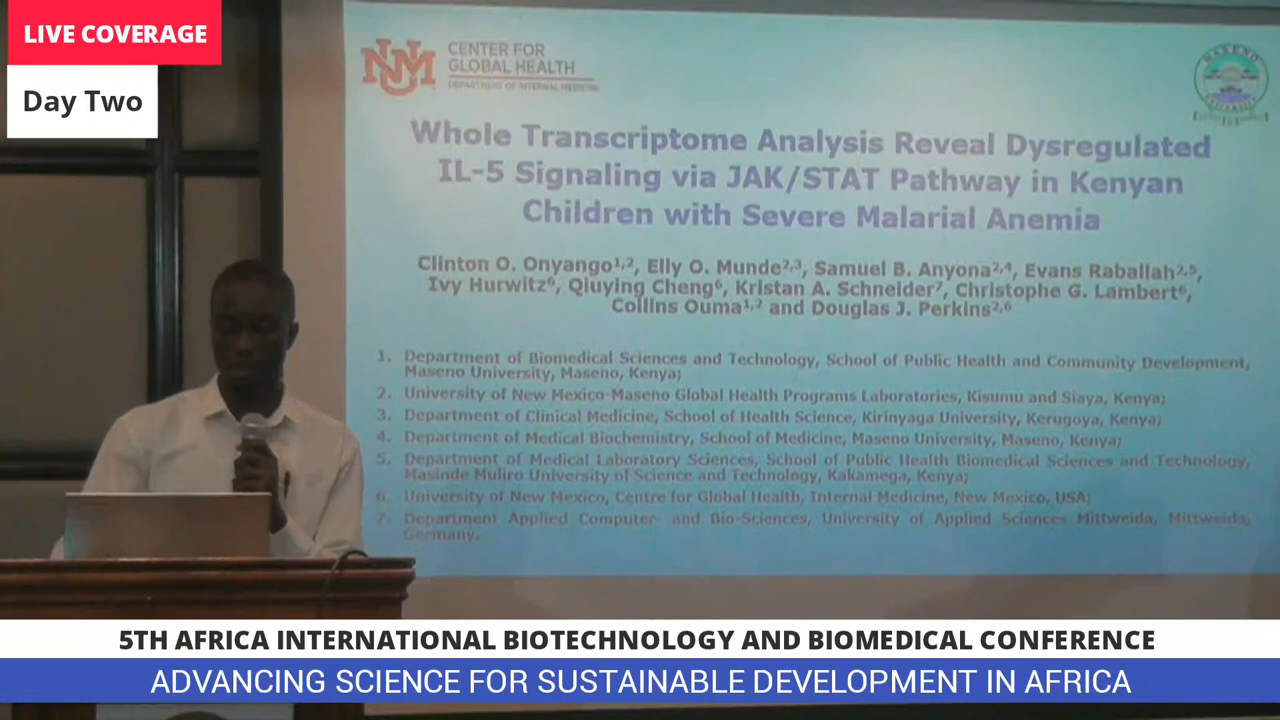 LIVE COVERAGE
Day Two
UNM
CENTER FOR
GLOBAL HEALTH
DEPARTMENT OF INTERNAL MEDICINE
MASENO
UNIVERSITY
Whole Transcriptome Analysis Reveal Dysregulated
IL-5 Signaling via JAK/STAT Pathway in Kenyan
Children with Severe Malarial Anemia
Clinton O. Onyango¹,², Elly O. Munde²,³, Samuel B. Anyona²,⁴, Evans Raballah²,⁵,
Ivy Hurwitz⁶, Qiuying Cheng⁶, Kristan A. Schneider⁷, Christophe G. Lambert⁶,
Collins Ouma¹,² and Douglas J. Perkins²,⁶
1. Department of Biomedical Sciences and Technology, School of Public Health and Community Development,
Maseno University, Maseno, Kenya;
2. University of New Mexico-Maseno Global Health Programs Laboratories, Kisumu and Siaya, Kenya;
3. Department of Clinical Medicine, School of Health Science, Kirinyaga University, Kerugoya, Kenya;
4. Department of Medical Biochemistry, School of Medicine, Maseno University, Maseno, Kenya;
5. Department of Medical Laboratory Sciences, School of Public Health Biomedical Sciences and Technology,
Masinde Muliro University of Science and Technology, Kakamega, Kenya;
6. University of New Mexico, Centre for Global Health, Internal Medicine, New Mexico, USA;
7. Department Applied Computer- and Bio-Sciences, University of Applied Sciences Mittweida, Mittweida,
Germany.
5TH AFRICA INTERNATIONAL BIOTECHNOLOGY AND BIOMEDICAL CONFERENCE
ADVANCING SCIENCE FOR SUSTAINABLE DEVELOPMENT IN AFRICA